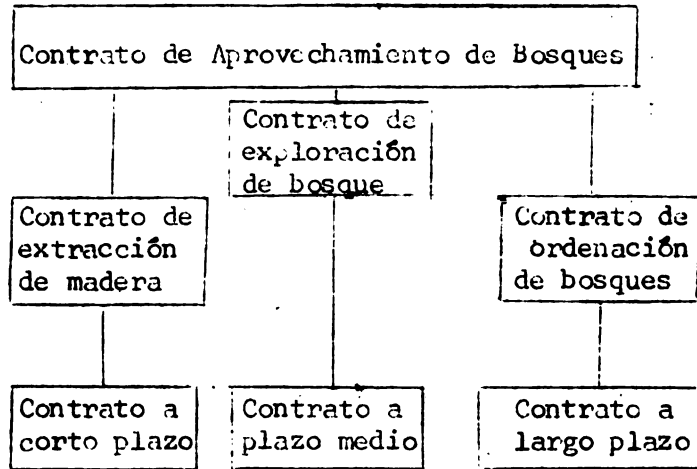 Contrato de Aprovechamiento de Bosques
Contrato de
exploración
de bosque
Contrato de
extracción
de madera
Contrato de
ordenación
de bosques
Contrato a
corto plazo
Contrato a
plazo medio
Contrato a
largo plazo